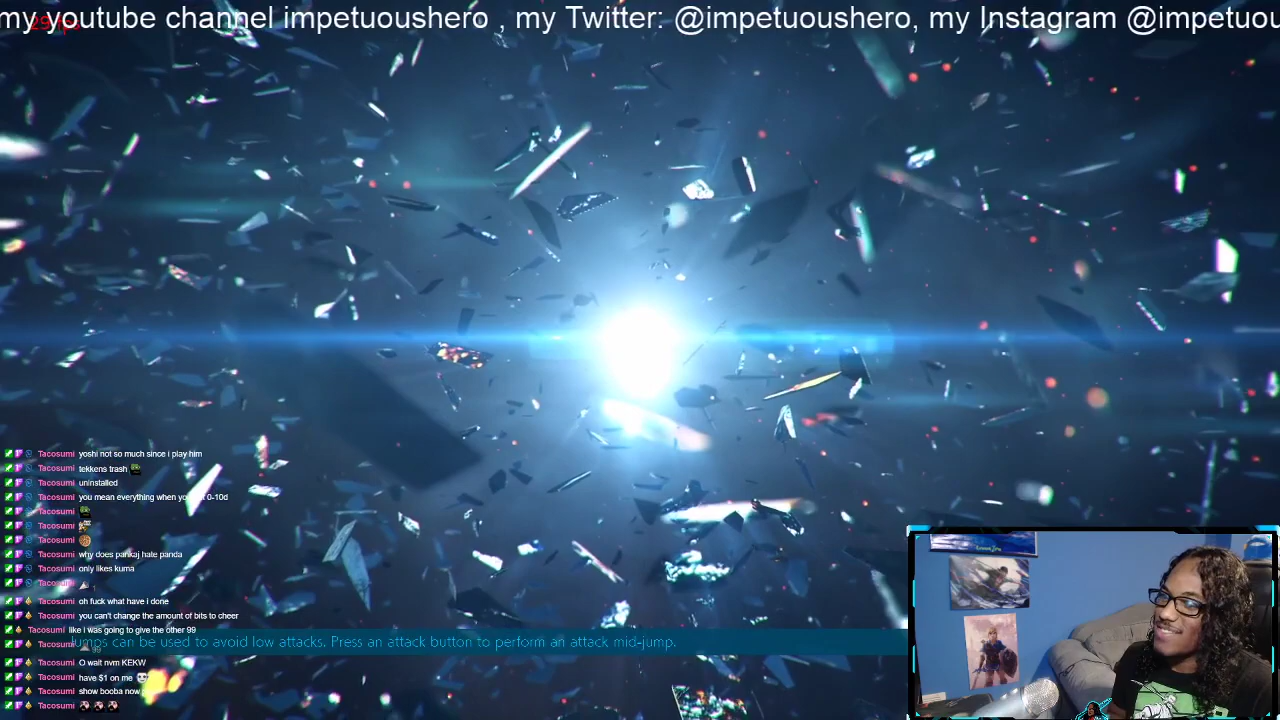 my youtube channel impetuoushero , my Twitter: @impetuoushero, my Instagram @impetuou
Tacosumi yoshi not so much since i play him
Tacosumi tekkens trash
Tacosumi uninstalled
Tacosumi you mean everything when 0-10d
Tacosumi
Tacosumi
Tacosumi
Tacosumi why does pankaj hate panda
Tacosumi only likes kuma
Tacosumi 1
Tacosumi oh fuck what have i done
Tacosumi you can't change the amount of bits to cheer
Tacosumi like i was going to give the other 99
Tacosumi 99
Jumps can be used to avoid low attacks. Press an attack button to perform an attack mid-jump.
Tacosumi O wait nvm KEKW
Tacosumi have $1 on me
Tacosumi show booba now
Tacosumi